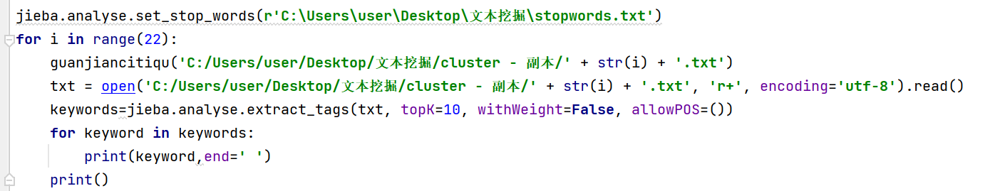 jieba.analyse.set_stop_words(r'C:\Users\user\Desktop\文本挖掘\stopwords.txt')
for i in range(22):
    guanjiancitiqu('C:/Users/user/Desktop/文本挖掘/cluster - 副本/' + str(i) + '.txt')
    txt = open('C:/Users/user/Desktop/文本挖掘/cluster - 副本/' + str(i) + '.txt', 'r+', encoding='utf-8').read()
    keywords=jieba.analyse.extract_tags(txt, topK=10, withWeight=False, allowPOS=())
    for keyword in keywords:
        print(keyword,end=' ')
    print()